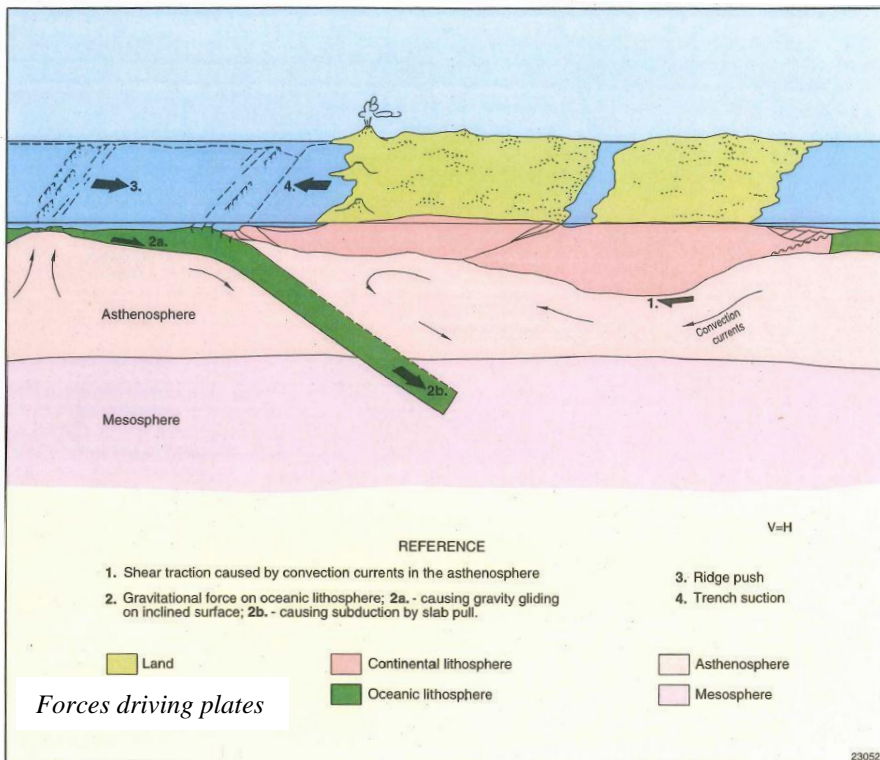 3.
4.
2a.
1.
Asthenosphere
Convection
currents
2b.
Mesosphere
V=H
REFERENCE
1. Shear traction caused by convection currents in the asthenosphere
2. Gravitational force on oceanic lithosphere; 2a. - causing gravity gliding
on inclined surface; 2b. - causing subduction by slab pull.
3. Ridge push
4. Trench suction
Land
Continental lithosphere
Asthenosphere
Oceanic lithosphere
Mesosphere
Forces driving plates
23052